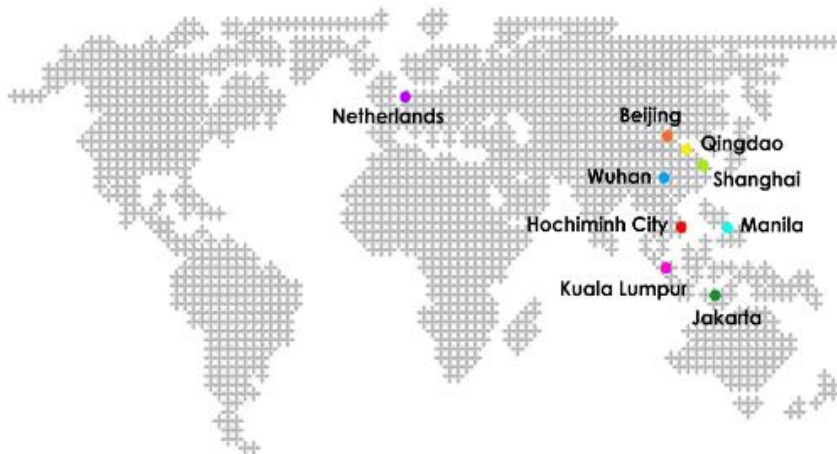 Netherlands
Beijing
Qingdao
Wuhan
Shanghai
Hochiminh City
Manila
Kuala Lumpur
Jakarta